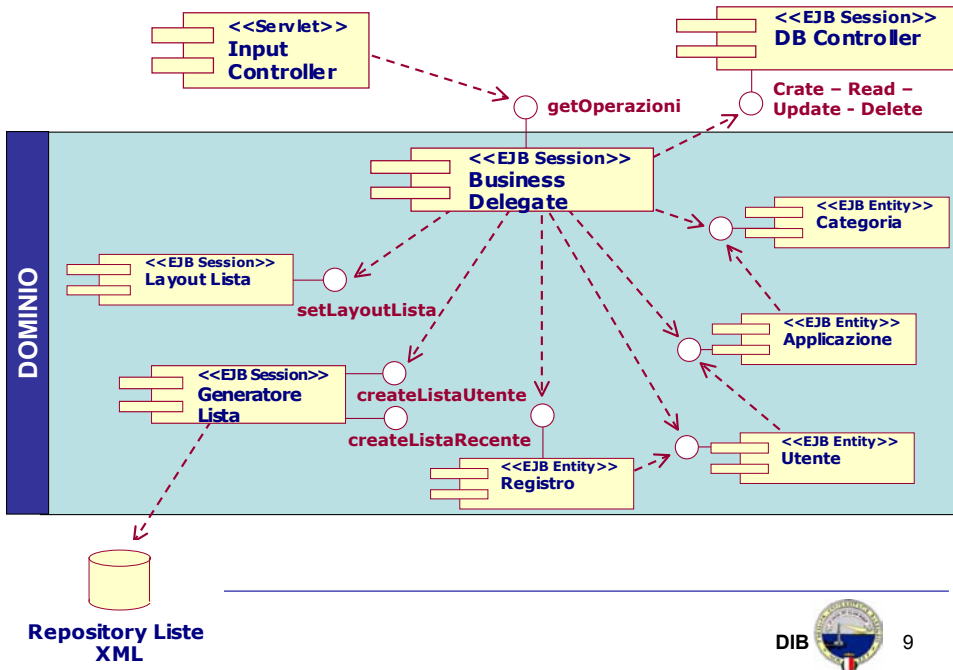 <<Servlet>>
Input
Controller
<<EJB Session>>
DB Controller
Crate – Read –
Update - Delete
getOperazioni
DOMINIO
<<EJB Session>>
Business
Delegate
<<EJB Entity>>
Categoria
<<EJB Session>>
Layout Lista
setLayoutLista
<<EJB Entity>>
Applicazione
<<EJB Session>>
Generatore
Lista
createListaUtente
createListaRecente
<<EJB Entity>>
Registro
<<EJB Entity>>
Utente
Repository Liste
XML
DIB
9